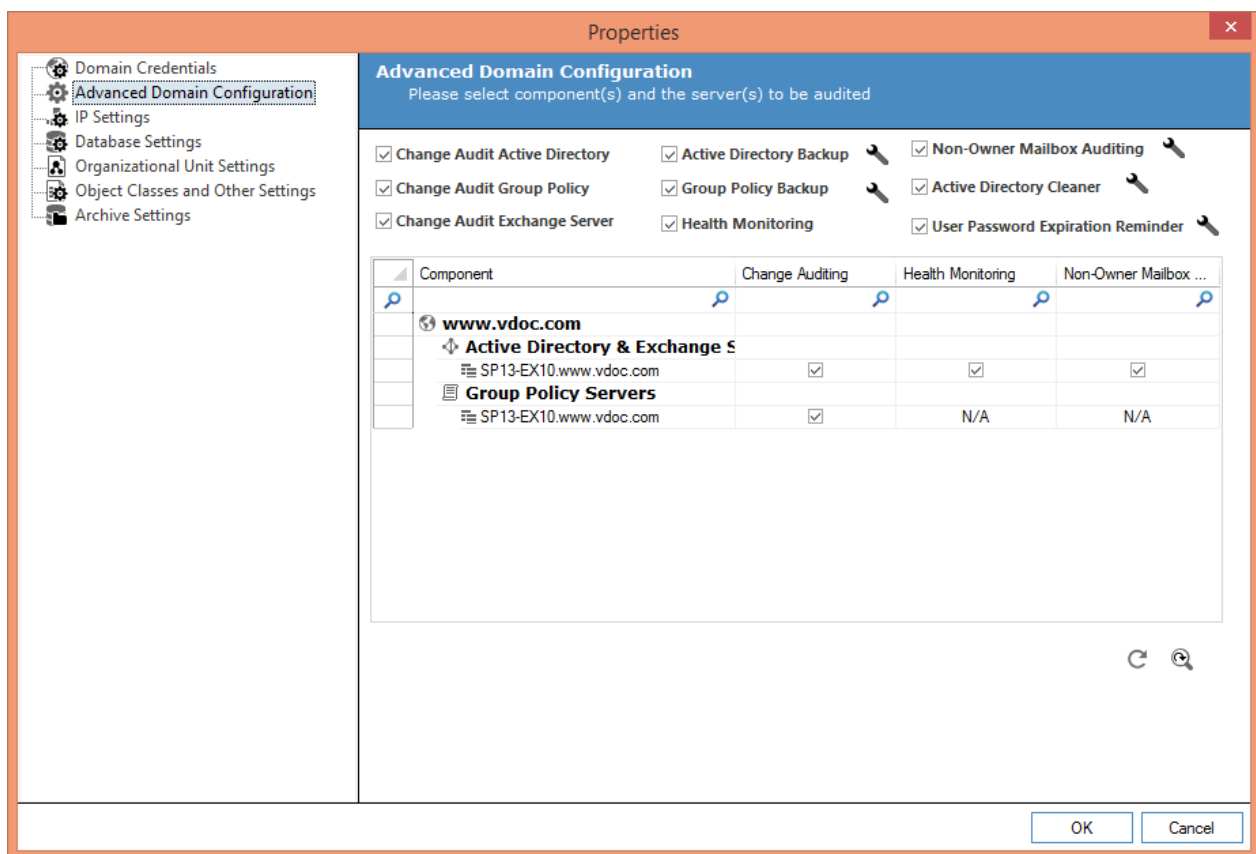 Properties
Domain Credentials
Advanced Domain Configuration
IP Settings
Database Settings
Organizational Unit Settings
Object Classes and Other Settings
Archive Settings
Advanced Domain Configuration
Please select component(s) and the server(s) to be audited
Change Audit Active Directory
Active Directory Backup
Non-Owner Mailbox Auditing
Change Audit Group Policy
Group Policy Backup
Active Directory Cleaner
Change Audit Exchange Server
Health Monitoring
User Password Expiration Reminder
Component Change Auditing Health Monitoring Non-Owner Mailbox ...
www.vdoc.com
Active Directory & Exchange S
SP13-EX10.www.vdoc.com
Group Policy Servers
SP13-EX10.www.vdoc.com N/A N/A
OK Cancel